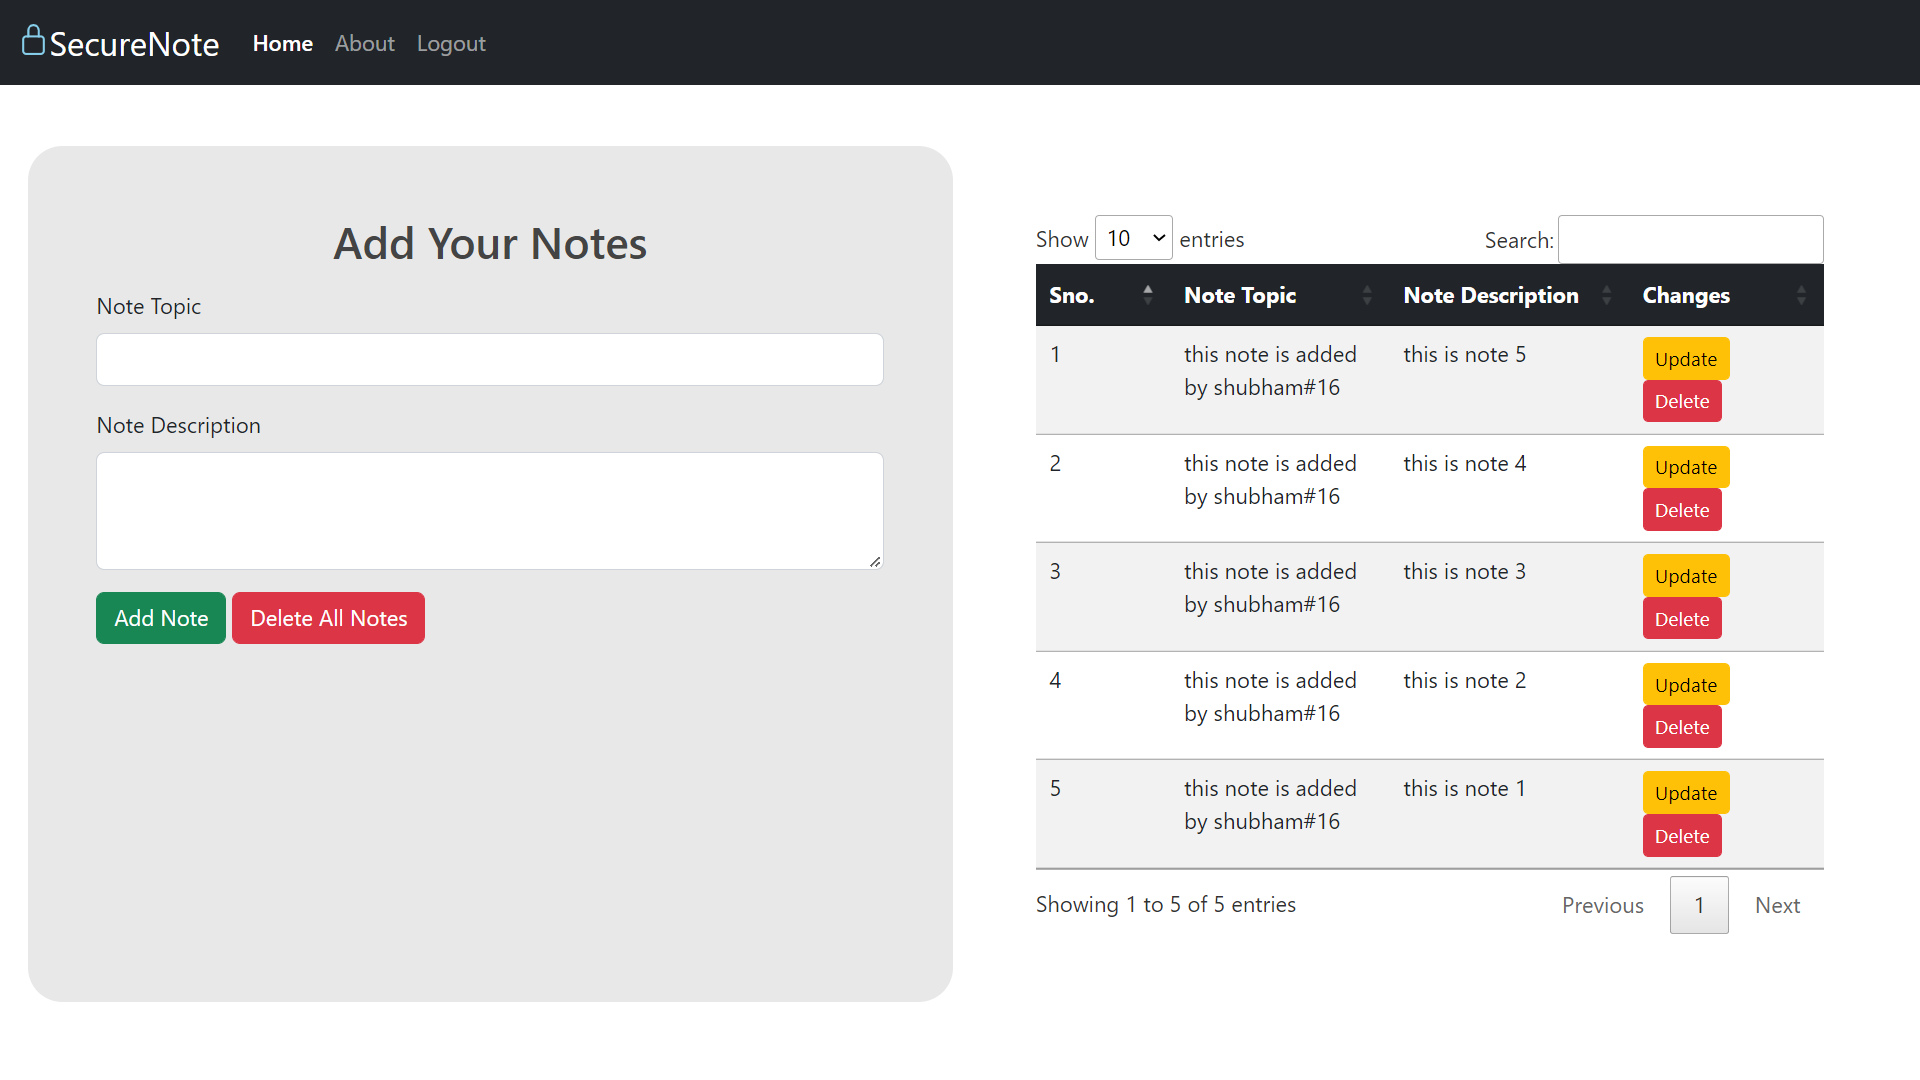 SecureNote Home About Logout
Add Your Notes
Note Topic
Note Description
Add Note Delete All Notes
Show 10 entries Search:
Sno. Note Topic Note Description Changes
1 this note is added this is note 5 Update
by shubham#16 Delete
2 this note is added this is note 4 Update
by shubham#16 Delete
3 this note is added this is note 3 Update
by shubham#16 Delete
4 this note is added this is note 2 Update
by shubham#16 Delete
5 this note is added this is note 1 Update
by shubham#16 Delete
Showing 1 to 5 of 5 entries Previous 1 Next